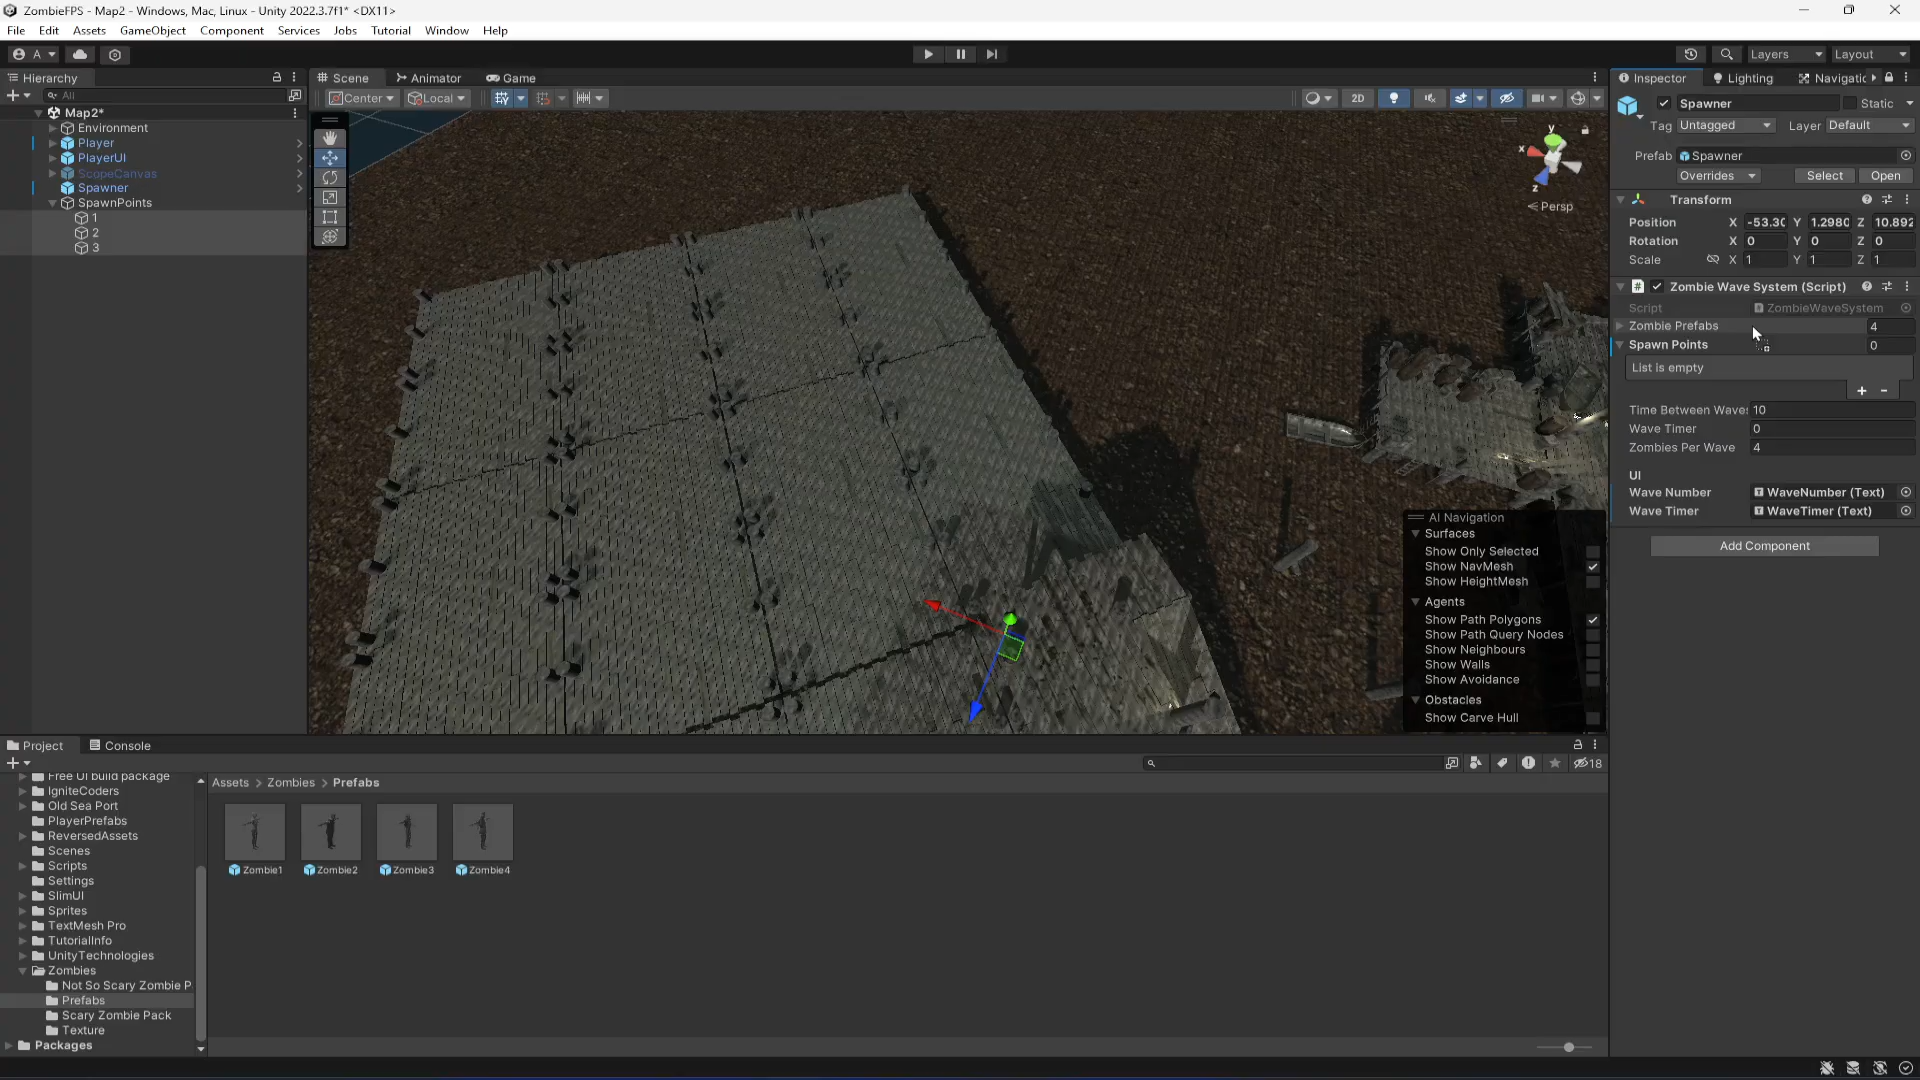 ZombieFPS - Map2 - Windows, Mac, Linux - Unity 2022.3.7f1* <DX11>
File Edit Assets GameObject Component Services Jobs Tutorial Window Help
A Layers Layout
Hierarchy
All
Map2*
Environment
Player
PlayerUI
ScopeCanvas
Spawner
SpawnPoints
1
2
3
Scene Animator Game
Center Local 2D
y
x
z
Persp
AI Navigation
Surfaces
Show Only Selected
Show NavMesh
Show HeightMesh
Agents
Show Path Polygons
Show Path Query Nodes
Show Neighbours
Show Walls
Show Avoidance
Obstacles
Show Carve Hull
Inspector Lighting Navigatic
Spawner Static
Tag Untagged Layer Default
Prefab Spawner
Overrides Select Open
Transform
Position X -53.30 Y 1.2980 Z 10.892
Rotation X 0 Y 0 Z 0
Scale X 1 Y 1 Z 1
# Zombie Wave System (Script)
Script ZombieWaveSystem
Zombie Prefabs 4
Spawn Points 0
List is empty
+ -
Time Between Wave: 10
Wave Timer 0
Zombies Per Wave 4
UI
Wave Number WaveNumber (Text)
Wave Timer WaveTimer (Text)
Add Component
Project Console
18
Free UI build package
IgniteCoders
Old Sea Port
PlayerPrefabs
ReversedAssets
Scenes
Scripts
Settings
SlimUI
Sprites
TextMesh Pro
TutorialInfo
UnityTechnologies
Zombies
Not So Scary Zombie P
Prefabs
Scary Zombie Pack
Texture
Packages
Assets > Zombies > Prefabs
Zombie1 Zombie2 Zombie3 Zombie4